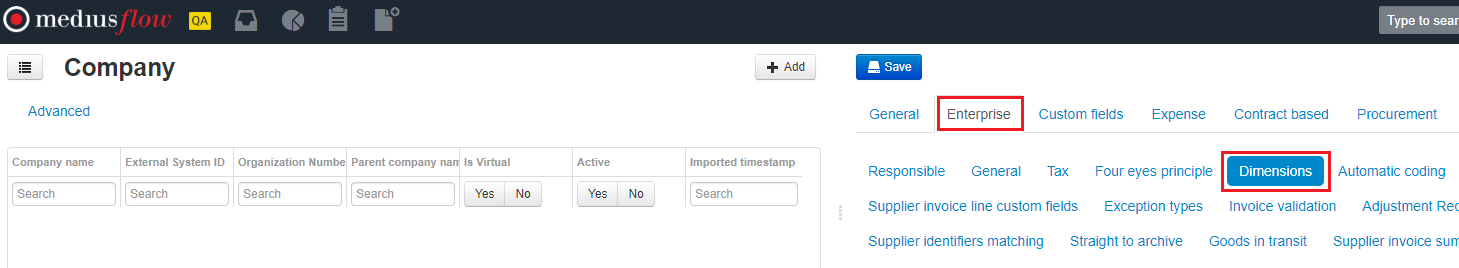 mediusflow QA Type to sear
Company
Add
Advanced
Company name External System ID Organization Numbe Parent company nam Is Virtual Active Imported timestamp
Search Search Search Search Yes No Yes No Search
Save
General Enterprise Custom fields Expense Contract based Procurement
Responsible General Tax Four eyes principle Dimensions Automatic coding
Supplier invoice line custom fields Exception types Invoice validation Adjustment Rec
Supplier identifiers matching Straight to archive Goods in transit Supplier invoice sum